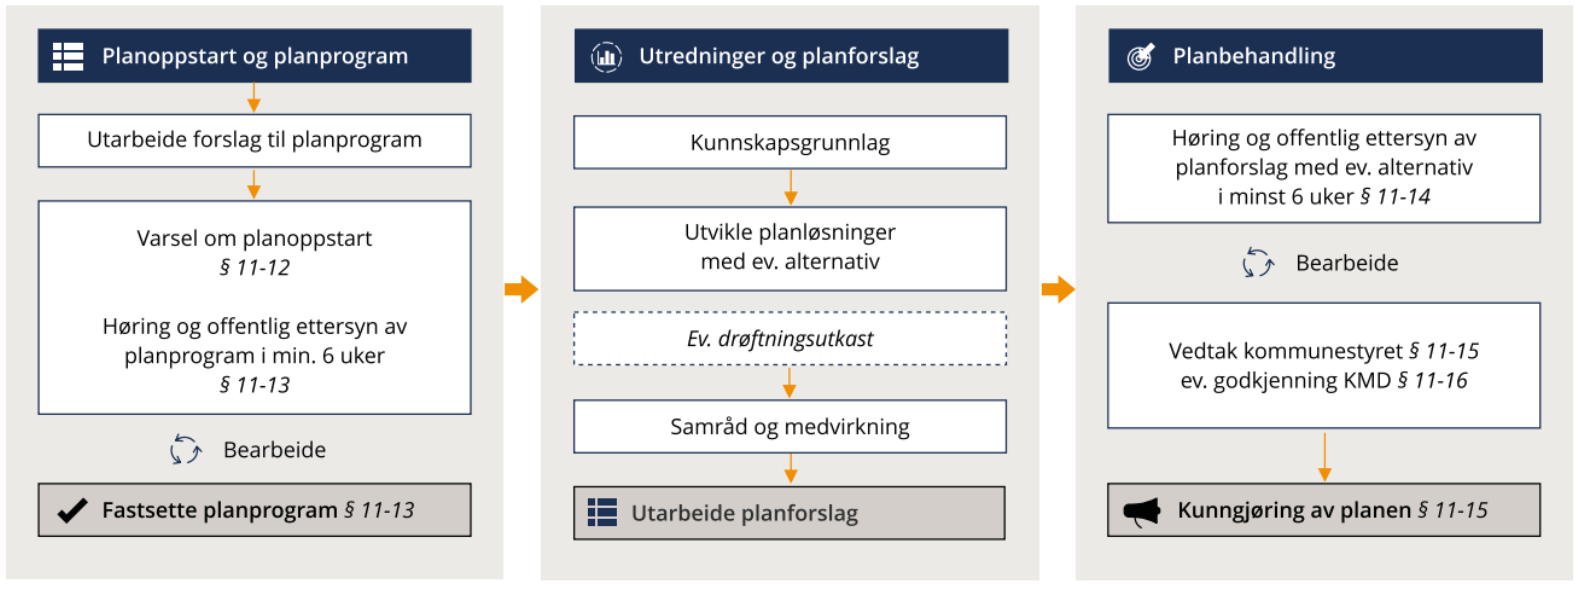 Planoppstart og planprogram
Utarbeide forslag til planprogram
Varsel om planoppstart
§ 11-12
Høring og offentlig ettersyn av
planprogram i min. 6 uker
§ 11-13
Bearbeide
Fastsette planprogram § 11-13
Utredninger og planforslag
Kunnskapsgrunnlag
Utvikle planløsninger
med ev. alternativ
Ev. drøftningsutkast
Samråd og medvirkning
Utarbeide planforslag
Planbehandling
Høring og offentlig ettersyn av
planforslag med ev. alternativ
i minst 6 uker § 11-14
Bearbeide
Vedtak kommunestyret § 11-15
ev. godkjenning KMD § 11-16
Kunngjøring av planen § 11-15